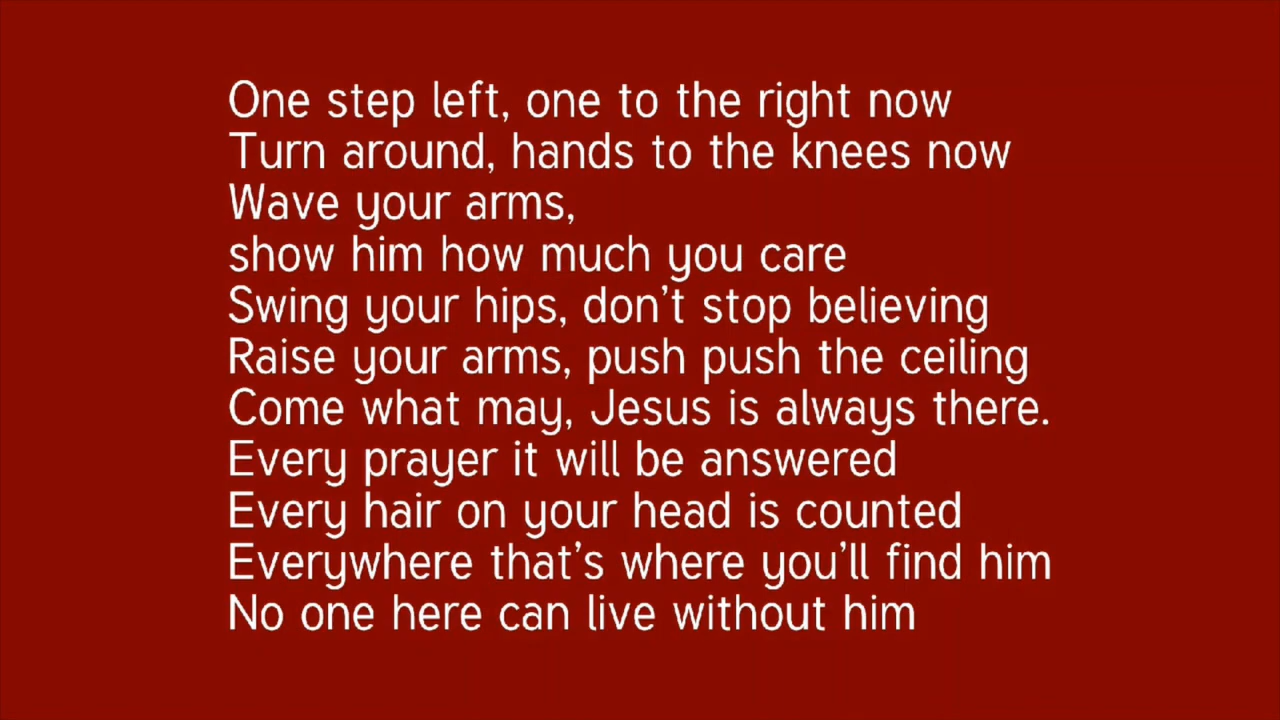 One step left, one to the right now
Turn around, hands to the knees now
Wave your arms,
show him how much you care
Swing your hips, don't stop believing
Raise your arms, push push the ceiling
Come what may, Jesus is always there.
Every prayer it will be answered
Every hair on your head is counted
Everywhere that's where you'll find him
No one here can live without him